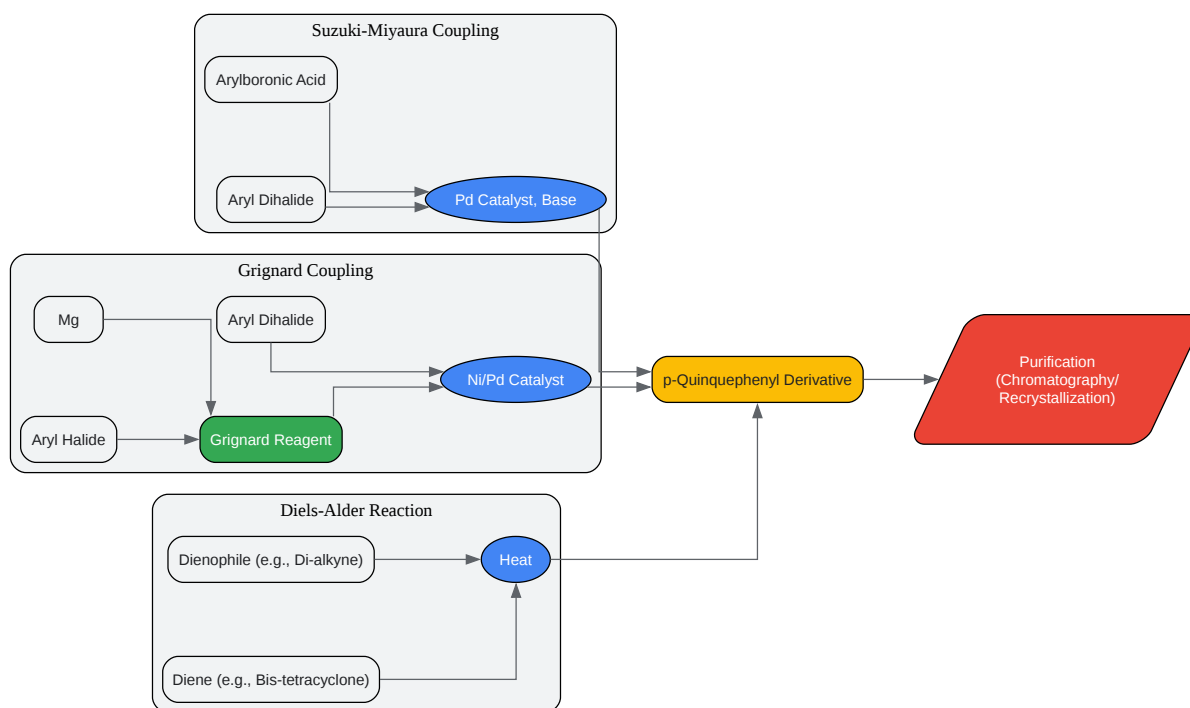 Suzuki-Miyaura Coupling
Arylboronic Acid
Aryl Dihalide
Pd Catalyst, Base
Grignard Coupling
Mg
Aryl Dihalide
Ni/Pd Catalyst
Aryl Halide
Grignard Reagent
p-Quinquephenyl Derivative
Purification
(Chromatography/
Recrystallization)
Diels-Alder Reaction
Dienophile (e.g., Di-alkyne)
Heat
Diene (e.g., Bis-tetracyclone)